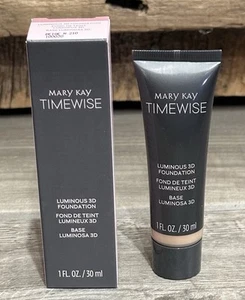 MARY KAY
TIMEWISE
LUMINOUS 3D
FOUNDATION
FOND DE TEINT
LUMINEUX 3D
BASE
LUMINOSA 3D
1 FL. OZ. / 30 ml
MARY KAY
TIMEWISE
LUMINOUS 3D
FOUNDATION
FOND DE TEINT
LUMINEUX 3D
BASE
LUMINOSA 3D
1 FL. OZ. / 30 ml